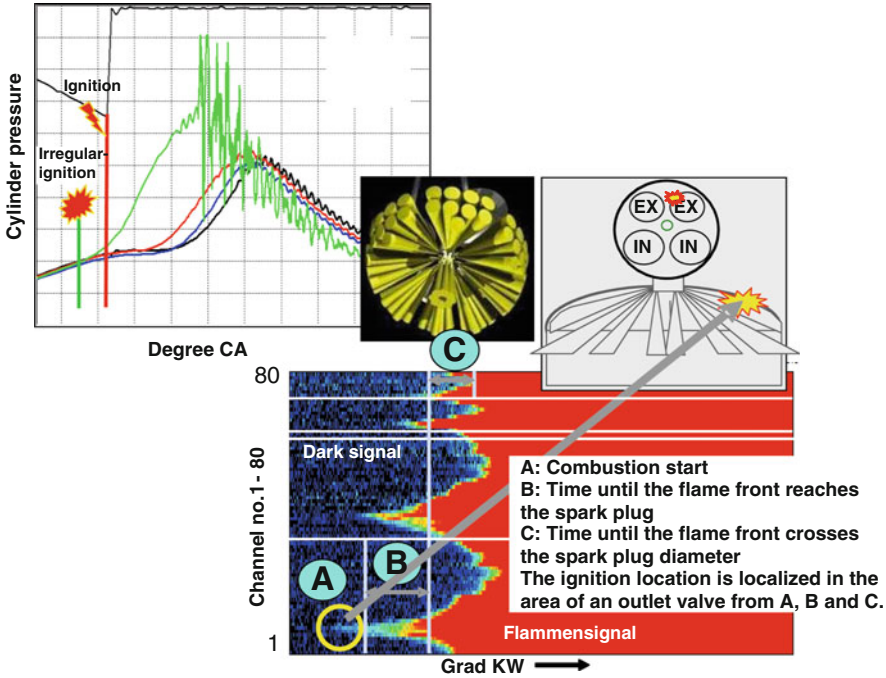 Cylinder pressure
Ignition
Irregular-
ignition
Degree CA
EX EX
IN IN
C
80
Channel no.1 - 80
1
Dark signal
A
B
A: Combustion start
B: Time until the flame front reaches
the spark plug
C: Time until the flame front crosses
the spark plug diameter
The ignition location is localized in the
area of an outlet valve from A, B and C.
Flammensignal
Grad KW